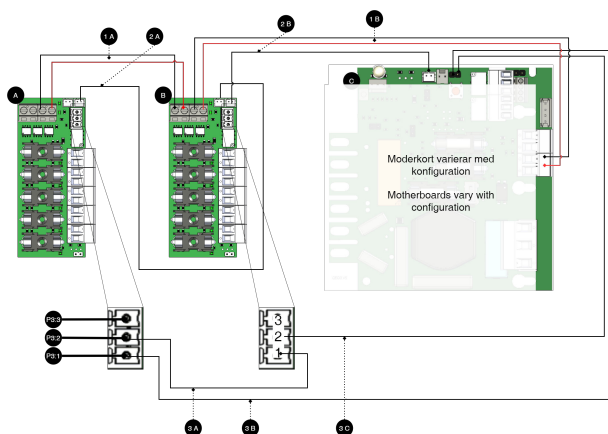 1 A
2 A
2 B
1 B
A
B
C
Moderkort varierar med
konfiguration
Motherboards vary with
configuration
P3:3
P3:2
P3:1
3
2
1
3 A
3 B
3 C